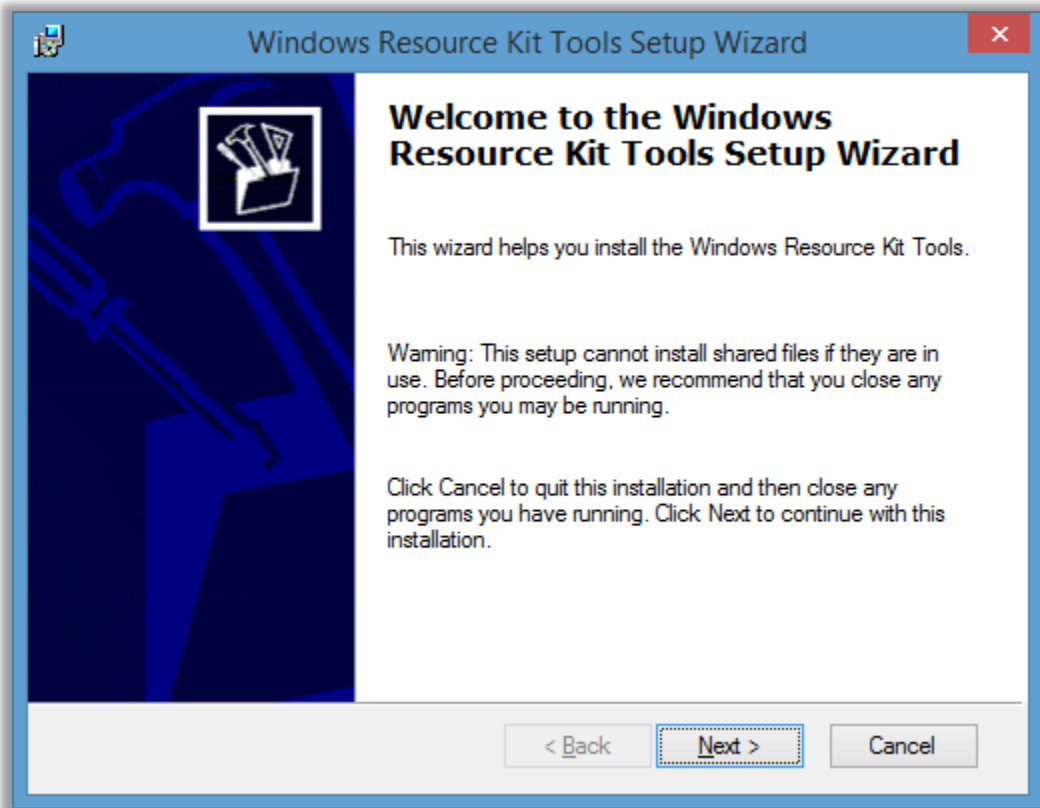 Windows Resource Kit Tools Setup Wizard
Welcome to the Windows
Resource Kit Tools Setup Wizard
This wizard helps you install the Windows Resource Kit Tools.
Warning: This setup cannot install shared files if they are in
use. Before proceeding, we recommend that you close any
programs you may be running.
Click Cancel to quit this installation and then close any
programs you have running. Click Next to continue with this
installation.
< Back
Next >
Cancel